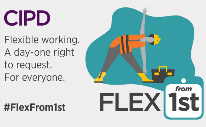 CIPD
Flexible working.
A day-one right
to request.
For everyone.
#FlexFrom1st
FLEX
from
1st